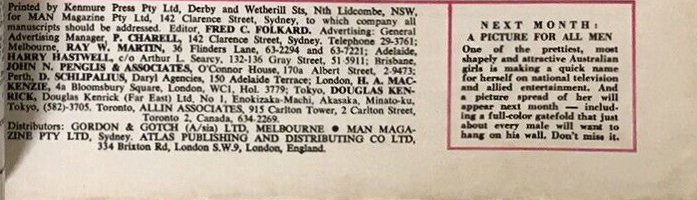 Printed by Kenmure Press Pty Ltd, Derby and Wetherill Sts, Nth Lidcombe, NSW,
for MAN Magazine Pty Ltd, 142 Clarence Street, Sydney, to which company all
manuscripts should be addressed. Editor, FRED C. FOLKARD. Advertising: General
Advertising Manager, P. CHARELL, 142 Clarence Street, Sydney. Telephone 29-3761;
Melbourne, RAY W. MARTIN, 36 Flinders Lane, 63-2294 and 63-7221; Adelaide,
HARRY HASTWELL, c/o Arthur L. Searcy, 132-136 Gray Street, 51-5911; Brisbane,
JOHN N. PENGLIS & ASSOCIATES, O'Connor House, 170a Albert Street, 2-9473;
Perth, D. SCHLIPALIUS, Daryl Agencies, 150 Adelaide Terrace; London, H. A. MAC-
KENZIE, 4a Bloomsbury Square, London, WC1, Hol. 3779; Tokyo, DOUGLAS KEN-
RICK, Douglas Kenrick (Far East) Ltd. No 1, Enokizaka-Machi, Akasaka, Minato-ku,
Tokyo, (582)-3705. Toronto, ALLIN ASSOCIATES, 915 Carlton Tower, 2 Carlton Street,
Toronto 2, Canada, 634-2269.
Distributors: GORDON & GOTCH (A/sia) LTD, MELBOURNE ● MAN MAGA-
ZINE PTY LTD, Sydney. ATLAS PUBLISHING AND DISTRIBUTING CO LTD,
334 Brixton Rd, London S.W.9, London, England.
NEXT MONTH:
A PICTURE FOR ALL MEN
One of the prettiest, most
shapely and attractive Australian
girls is making a quick name
for herself on national television
and allied entertainment. And
a picture spread of her will
appear next month — includ-
ing a full-color gatefold that just
about every male will want to
hang on his wall. Don't miss it.